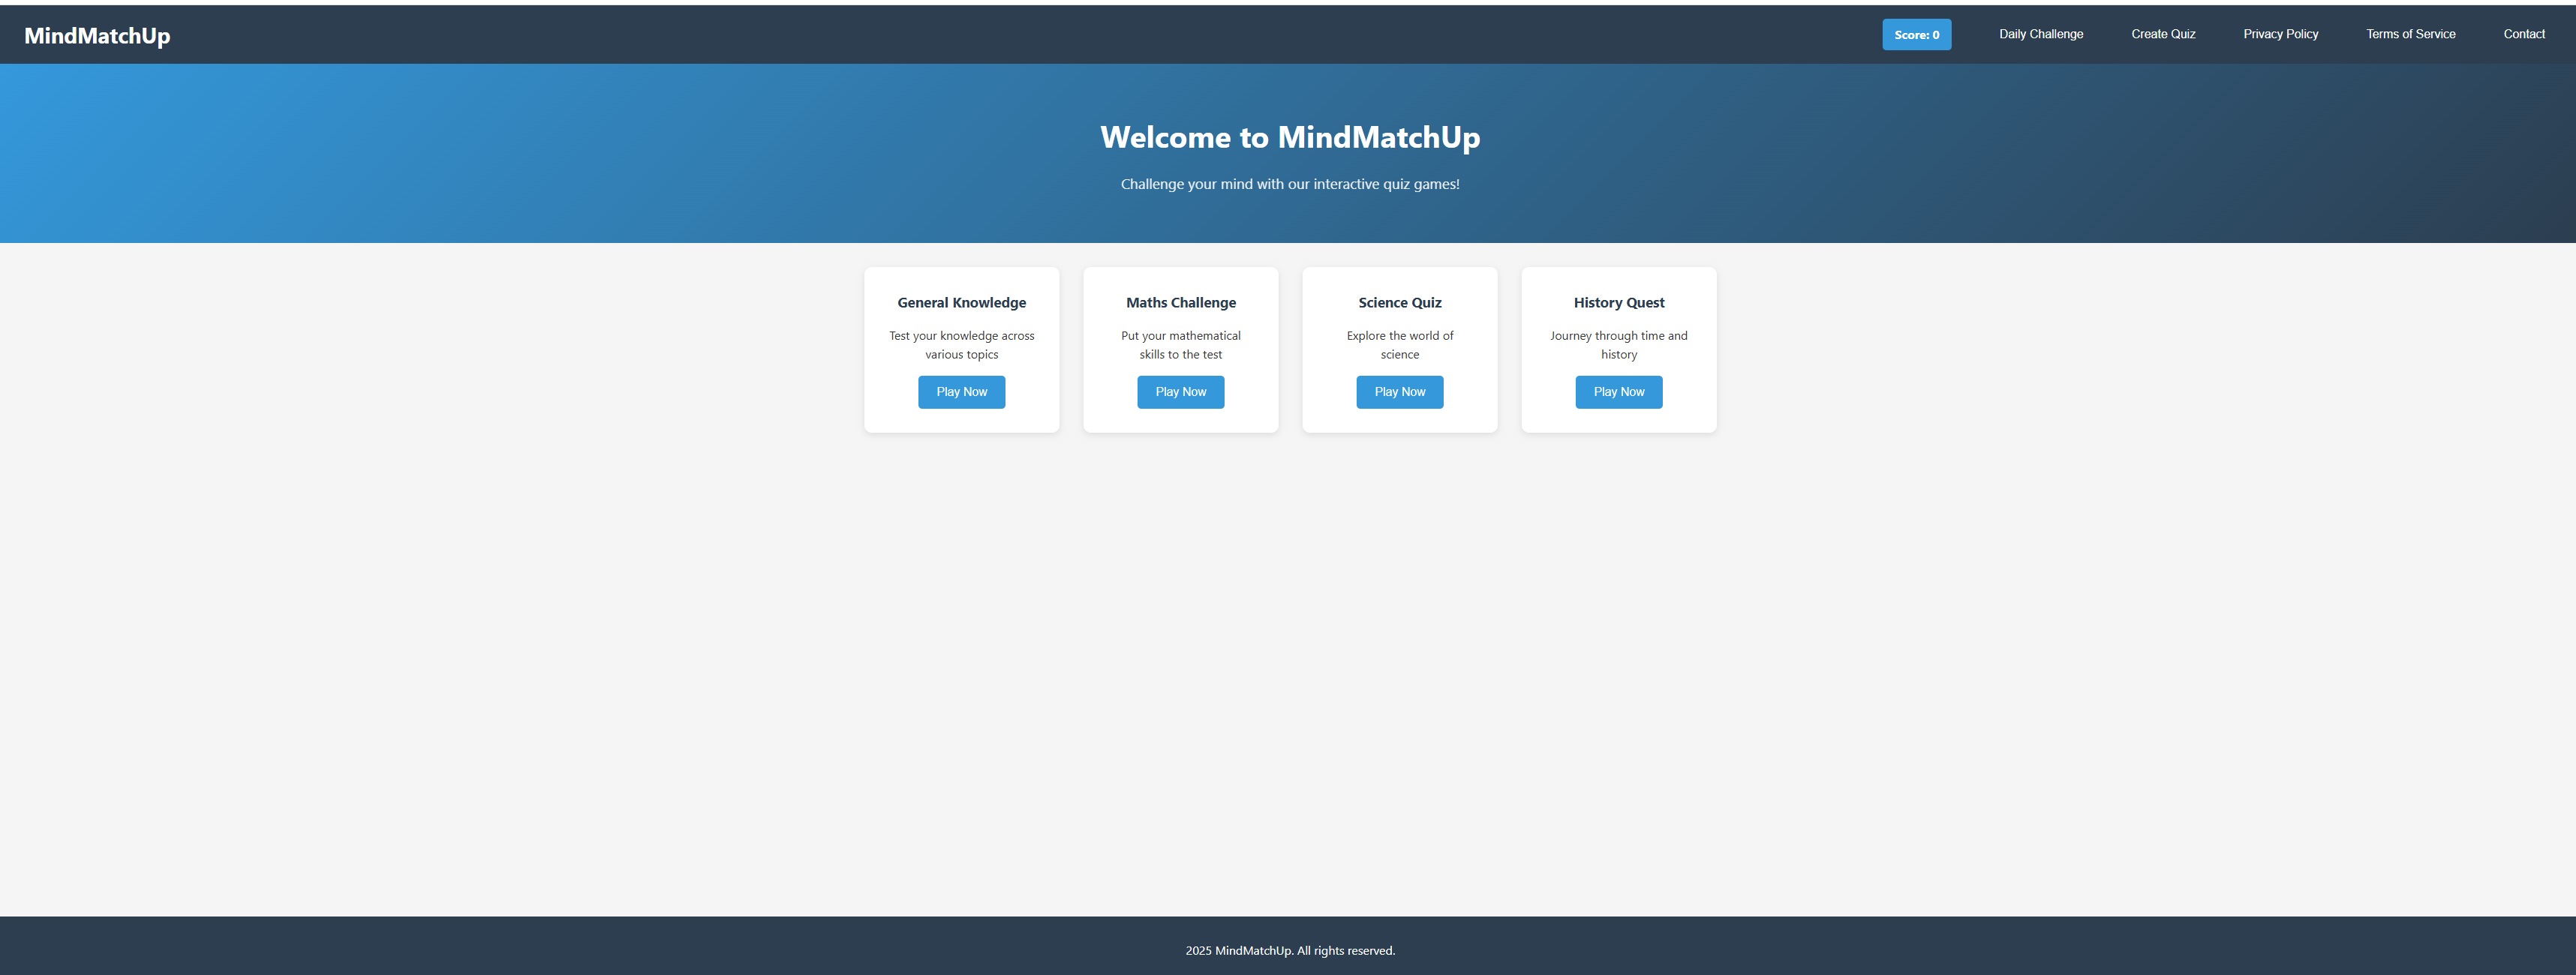 MindMatchUp
Score: 0
Daily Challenge
Create Quiz
Privacy Policy
Terms of Service
Contact
Welcome to MindMatchUp
Challenge your mind with our interactive quiz games!
General Knowledge
Test your knowledge across
various topics
Play Now
Maths Challenge
Put your mathematical
skills to the test
Play Now
Science Quiz
Explore the world of
science
Play Now
History Quest
Journey through time and
history
Play Now
2025 MindMatchUp. All rights reserved.